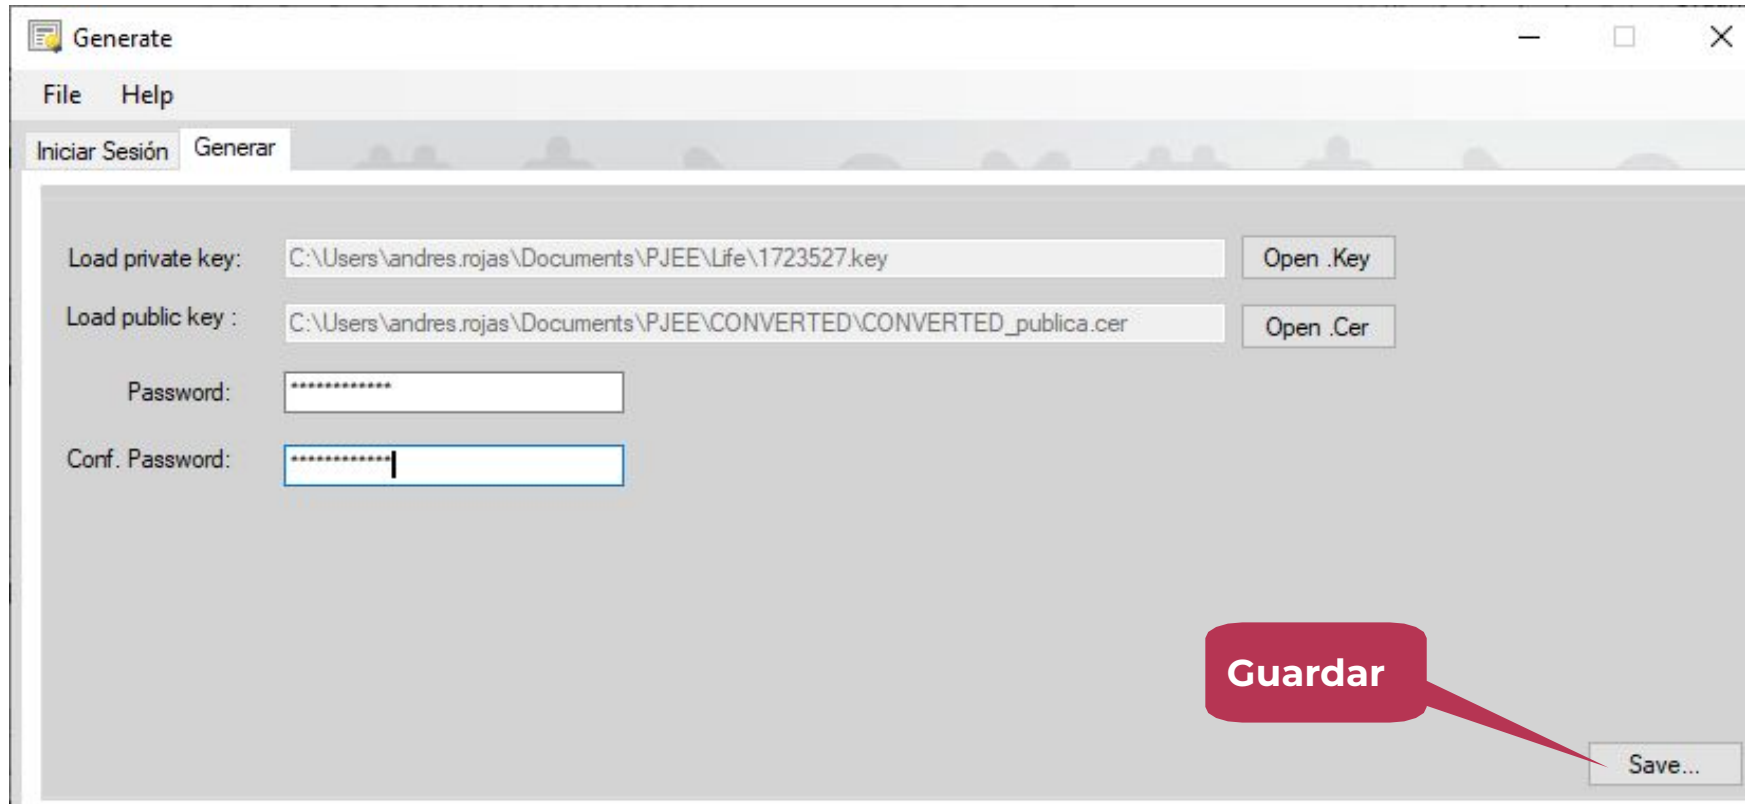 Generate
File Help
Iniciar Sesión Generar
Load private key: C:\Users\andres.rojas\Documents\PJEE\Life\1723527.key Open .Key
Load public key : C:\Users\andres.rojas\Documents\PJEE\CONVERTED\CONVERTED_publica.cer Open .Cer
Password: ************
Conf. Password: ************
Guardar
Save...